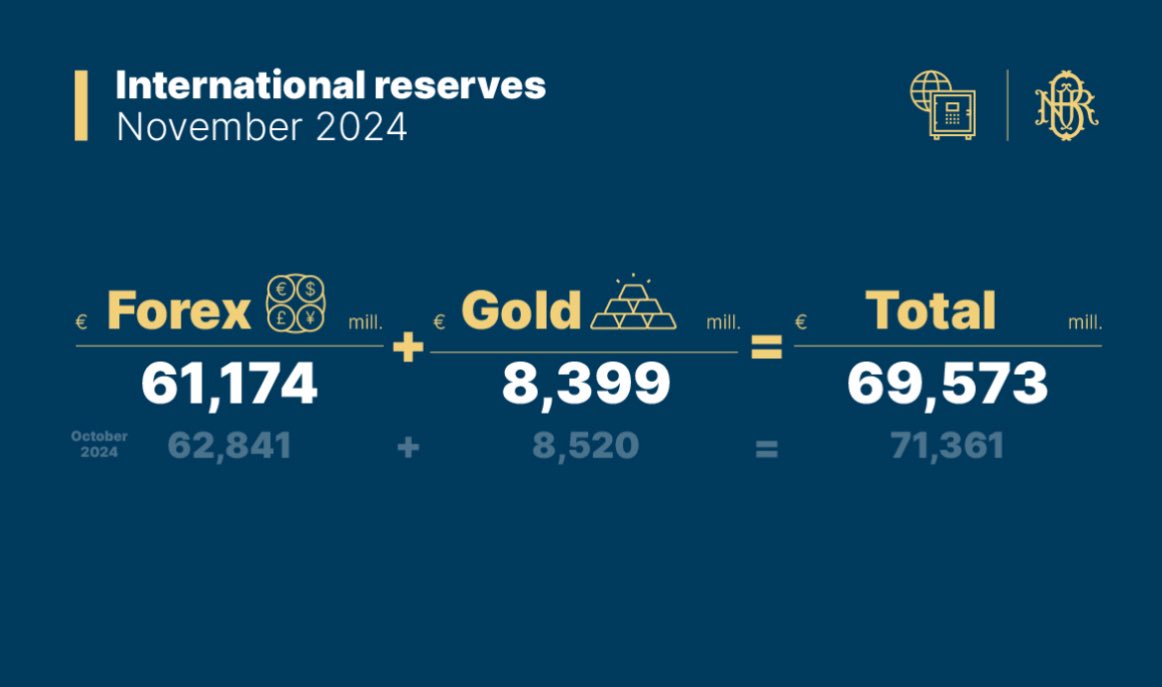 International reserves
November 2024
NBR
€ Forex € $ £ ¥ mill. + € Gold mill. = € Total mill.
61,174 8,399 69,573
October 2024 62,841 + 8,520 = 71,361